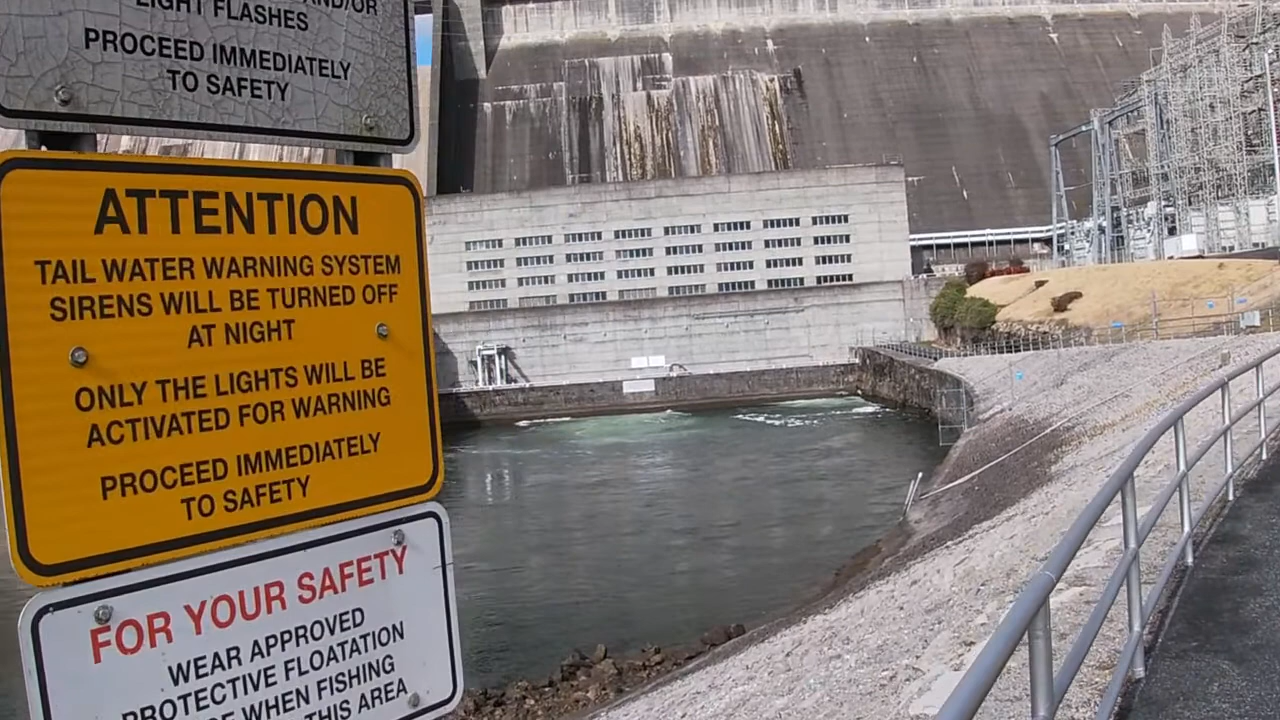 AND/OR
LIGHT FLASHES
PROCEED IMMEDIATELY
TO SAFETY
ATTENTION
TAIL WATER WARNING SYSTEM
SIRENS WILL BE TURNED OFF
AT NIGHT
ONLY THE LIGHTS WILL BE
ACTIVATED FOR WARNING
PROCEED IMMEDIATELY
TO SAFETY
FOR YOUR SAFETY
WEAR APPROVED
PROTECTIVE FLOATATION
WHEN FISHING
THIS AREA